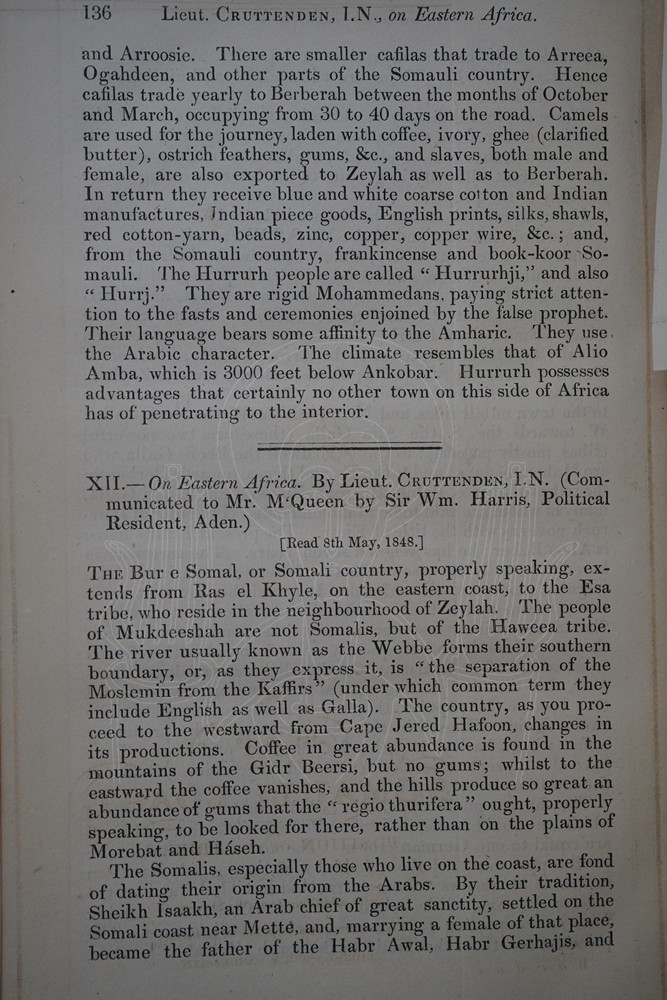 136 Lieut. CRUTTENDEN, I.N., on Eastern Africa.
and Arroosie. There are smaller cafilas that trade to Arreea,
Ogahdeen, and other parts of the Somauli country. Hence
cafilas trade yearly to Berberah between the months of October
and March, occupying from 30 to 40 days on the road. Camels
are used for the journey, laden with coffee, ivory, ghee (clarified
butter), ostrich feathers, gums, &c., and slaves, both male and
female, are also exported to Zeylah as well as to Berberah.
In return they receive blue and white coarse cotton and Indian
manufactures, Indian piece goods, English prints, silks, shawls,
red cotton-yarn, beads, zinc, copper, copper wire, &c.; and,
from the Somauli country, frankincense and book-koor So-
mauli. The Hurrurh people are called “ Hurrurhji,” and also
“ Hurrj.” They are rigid Mohammedans, paying strict atten-
tion to the fasts and ceremonies enjoined by the false prophet.
Their language bears some affinity to the Amharic. They use
the Arabic character. The climate resembles that of Alio
Amba, which is 3000 feet below Ankobar. Hurrurh possesses
advantages that certainly no other town on this side of Africa
has of penetrating to the interior.
XII.—On Eastern Africa. By Lieut. CRUTTENDEN, I.N. (Com-
municated to Mr. M‘Queen by Sir Wm. Harris, Political
Resident, Aden.)
[Read 8th May, 1848.]
THE Bur e Somal, or Somali country, properly speaking, ex-
tends from Ras el Khyle, on the eastern coast, to the Esa
tribe, who reside in the neighbourhood of Zeylah. The people
of Mukdeeshah are not Somalis, but of the Haweea tribe.
The river usually known as the Webbe forms their southern
boundary, or, as they express it, is “the separation of the
Moslemin from the Kaffirs” (under which common term they
include English as well as Galla). The country, as you pro-
ceed to the westward from Cape Jered Hafoon, changes in
its productions. Coffee in great abundance is found in the
mountains of the Gidr Beersi, but no gums; whilst to the
eastward the coffee vanishes, and the hills produce so great an
abundance of gums that the “regio thurifera” ought, properly
speaking, to be looked for there, rather than on the plains of
Morebat and Háseh.
The Somalis, especially those who live on the coast, are fond
of dating their origin from the Arabs. By their tradition,
Sheikh Isaakh, an Arab chief of great sanctity, settled on the
Somali coast near Metté, and, marrying a female of that place,
became the father of the Habr Awal, Habr Gerhajis, and